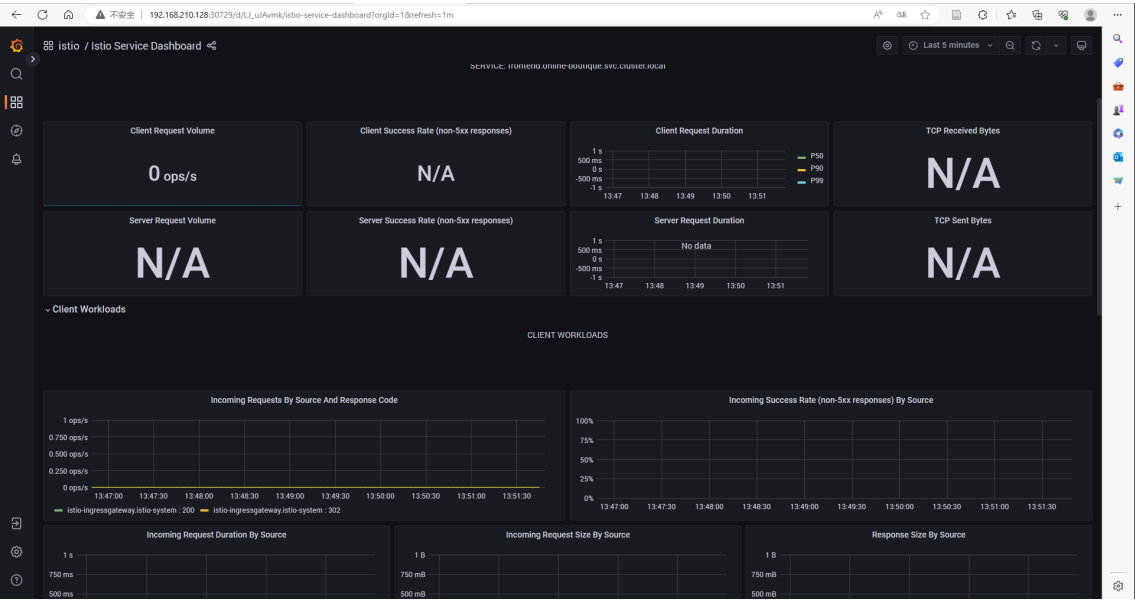 不安全 | 192.168.210.128:30729/d/LJ_uJAvmk/istio-service-dashboard?orgId=1&refresh=1m
istio / Istio Service Dashboard
Last 5 minutes
SERVICE: frontend.online-boutique.svc.cluster.local
Client Request Volume
0 ops/s
Client Success Rate (non-5xx responses)
N/A
Client Request Duration
1 s
500 ms
0 s
-500 ms
-1 s
13:47 13:48 13:49 13:50 13:51
P50
P90
P99
TCP Received Bytes
N/A
Server Request Volume
N/A
Server Success Rate (non-5xx responses)
N/A
Server Request Duration
No data
1 s
500 ms
0 s
-500 ms
-1 s
13:47 13:48 13:49 13:50 13:51
TCP Sent Bytes
N/A
Client Workloads
CLIENT WORKLOADS
Incoming Requests By Source And Response Code
1 ops/s
0.750 ops/s
0.500 ops/s
0.250 ops/s
0 ops/s
13:47:00 13:47:30 13:48:00 13:48:30 13:49:00 13:49:30 13:50:00 13:50:30 13:51:00 13:51:30
istio-ingressgateway.istio-system : 200 istio-ingressgateway.istio-system : 302
Incoming Success Rate (non-5xx responses) By Source
100%
75%
50%
25%
0%
13:47:00 13:47:30 13:48:00 13:48:30 13:49:00 13:49:30 13:50:00 13:50:30 13:51:00 13:51:30
Incoming Request Duration By Source
1 s
750 ms
500 ms
Incoming Request Size By Source
1 B
750 mB
500 mB
Response Size By Source
1 B
750 mB
500 mB